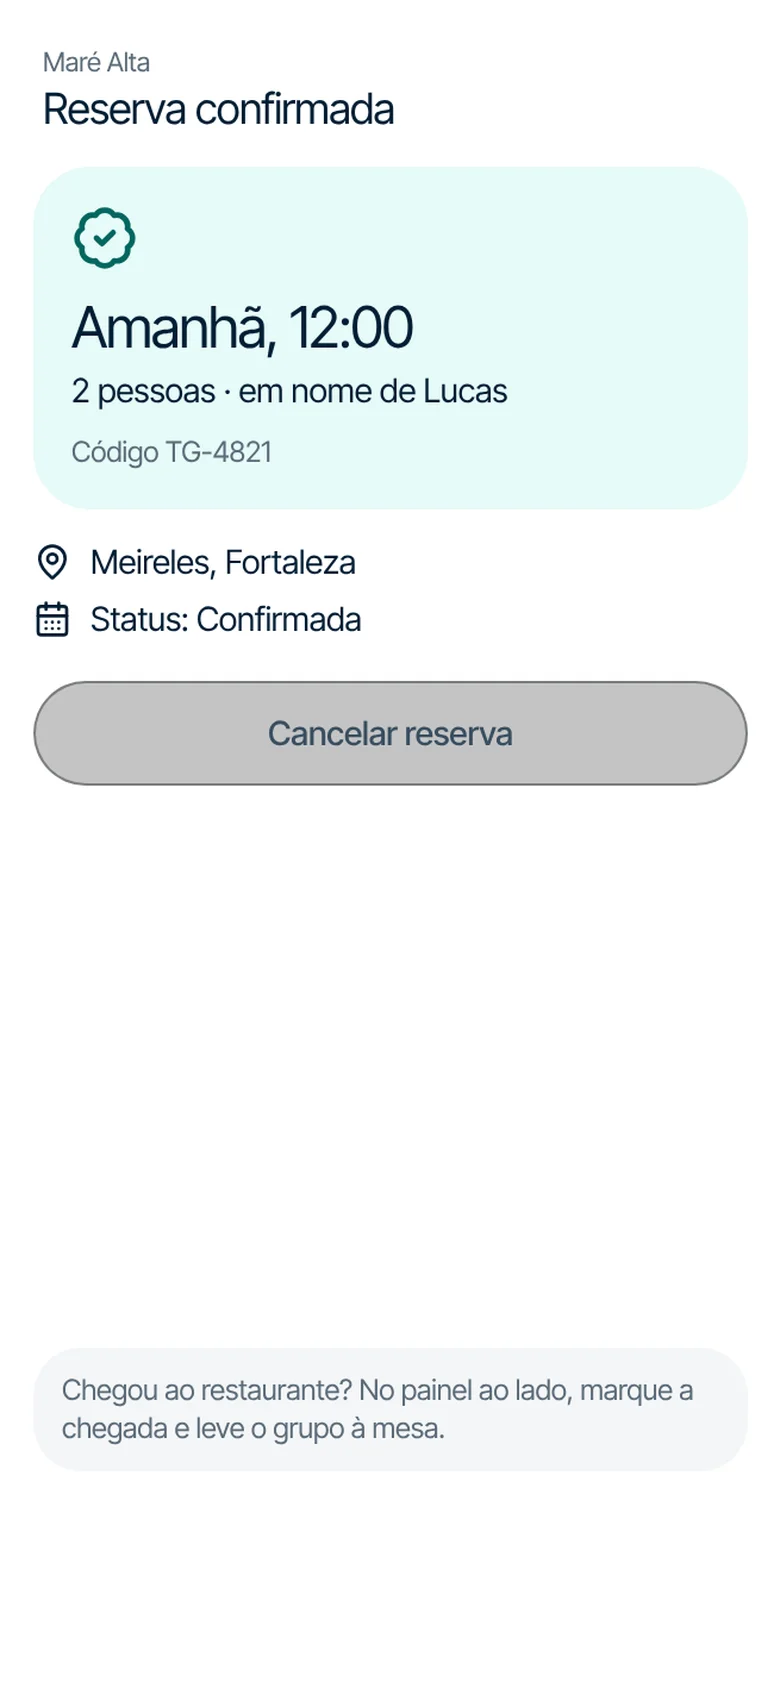 Maré Alta
Reserva confirmada
Amanhã, 12:00
2 pessoas · em nome de Lucas
Código TG-4821
Meireles, Fortaleza
Status: Confirmada
Cancelar reserva
Chegou ao restaurante? No painel ao lado, marque a
chegada e leve o grupo à mesa.